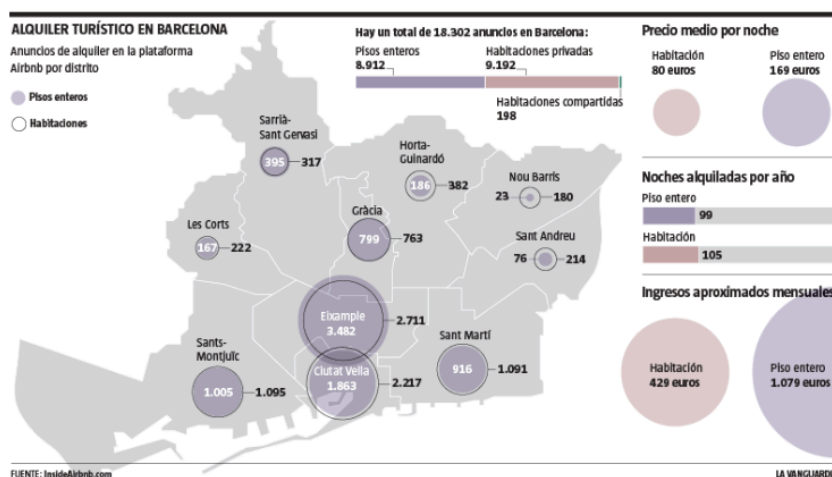 ALQUILER TURÍSTICO EN BARCELONA
Anuncios de alquiler en la plataforma
Airbnb por distrito
Pisos enteros
Habitaciones
Hay un total de 18.302 anuncios en Barcelona:
Pisos enteros
8.912
Habitaciones privadas
9.192
Habitaciones compartidas
198
Sarrià-
Sant Gervasi
395 317
Horta-
Guinardó
186 382
Nou Barris
23 180
Les Corts
167 222
Gràcia
799 763
Sant Andreu
76 214
Eixample
3.482 2.711
Sants-
Montjuïc
1.005 1.095
Ciutat Vella
1.863 2.217
Sant Martí
916 1.091
Precio medio por noche
Habitación
80 euros
Piso entero
169 euros
Noches alquiladas por año
Piso entero
99
Habitación
105
Ingresos aproximados mensuales
Habitación
429 euros
Piso entero
1.079 euros
FUENTE: InsideAirbnb.com
LA VANGUARDI